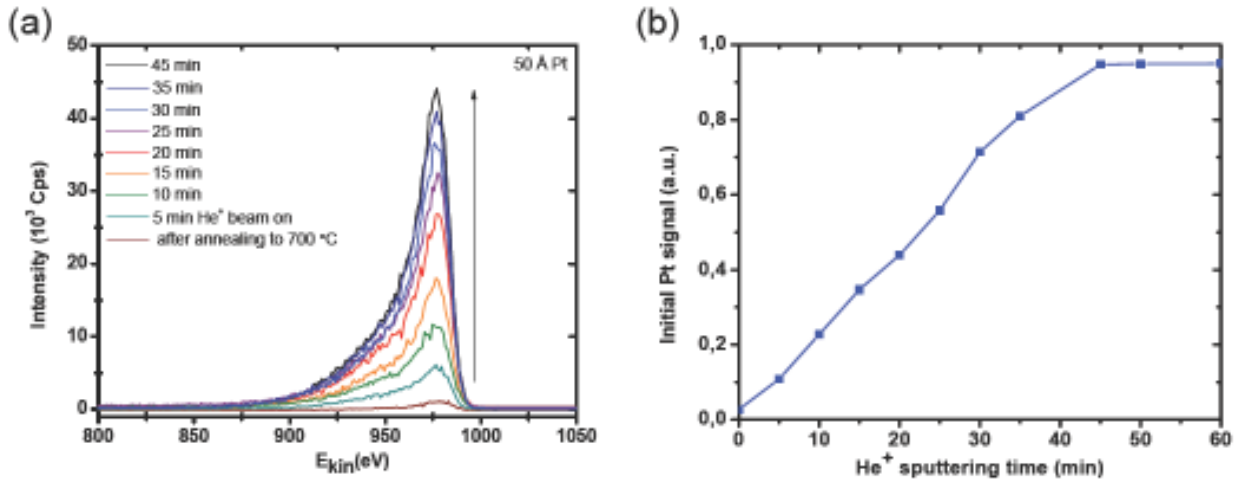 (a)
50
40
30
20
10
0
Intensity (10³ Cps)
45 min
35 min
30 min
25 min
20 min
15 min
10 min
5 min He⁺ beam on
after annealing to 700 °C
50 Å Pt
800
850
900
950
1000
1050
Ekin(eV)
(b)
1,0
0,8
0,6
0,4
0,2
0,0
Initial Pt signal (a.u.)
0
10
20
30
40
50
60
He⁺ sputtering time (min)